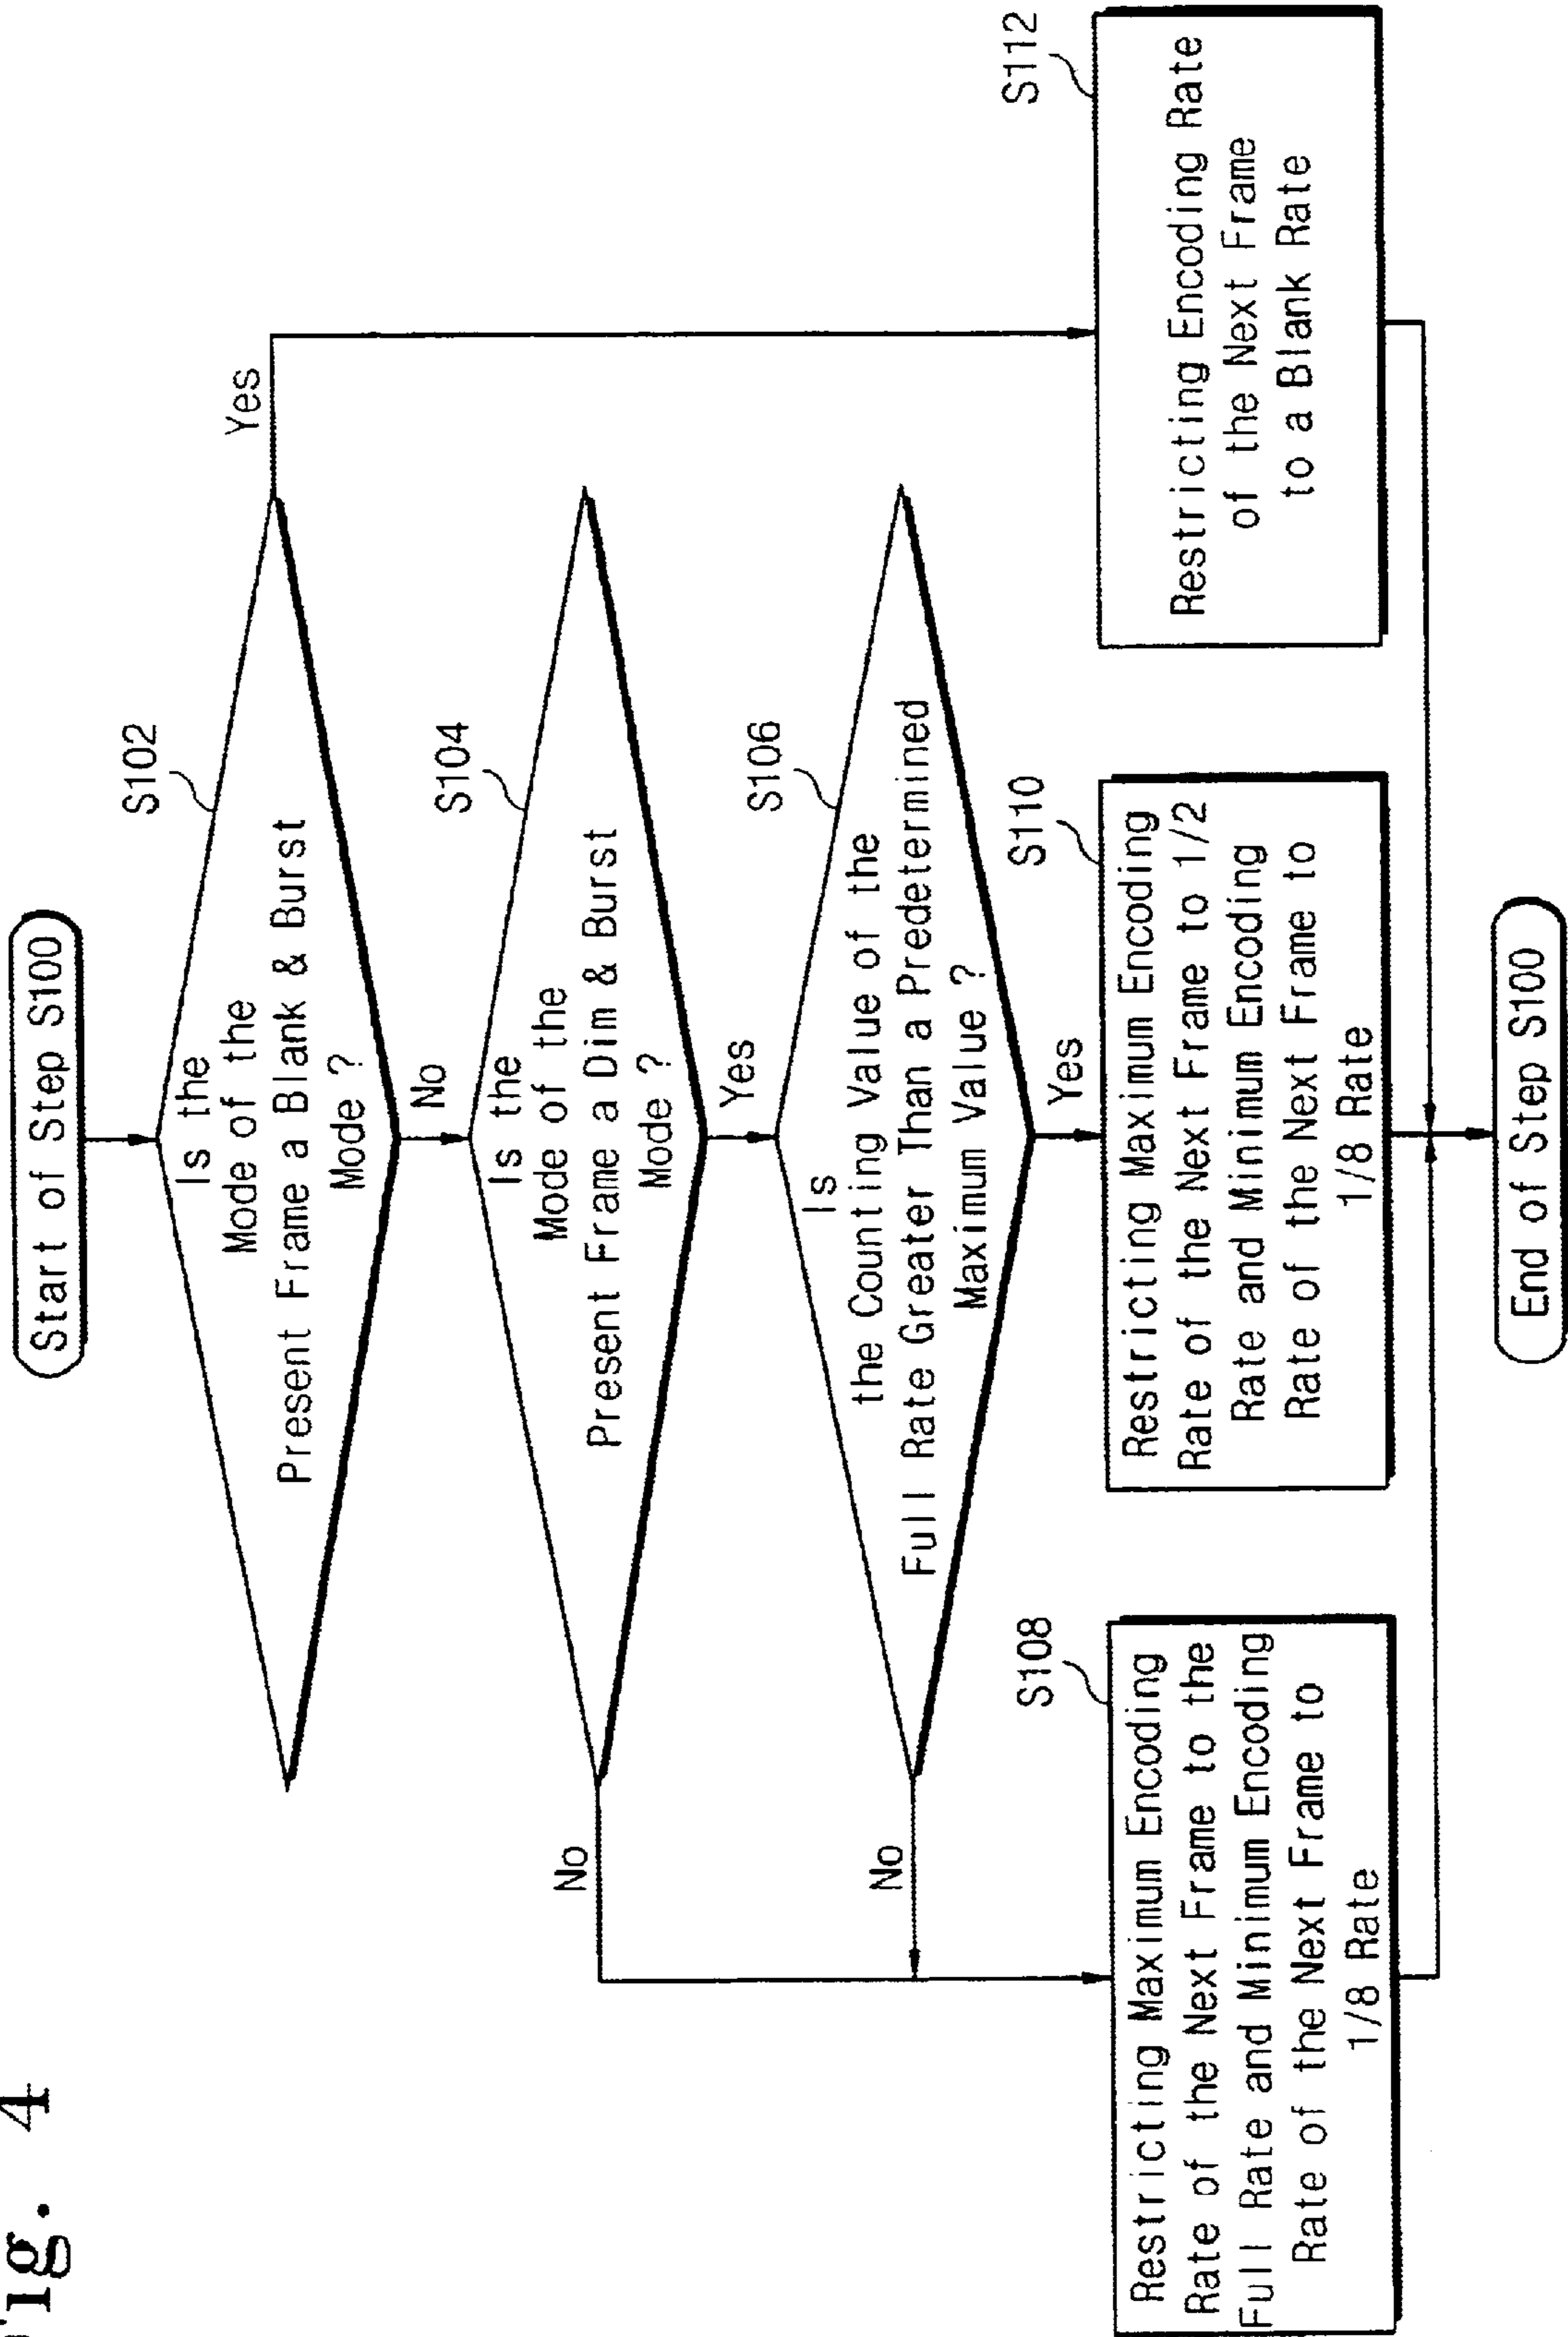 Fig. 4
Start of Step S100
S102
Is the
Mode of the
Present Frame a Blank & Burst
Mode ?
Yes
No
S104
Is the
Mode of the
Present Frame a Dim & Burst
Mode ?
No
Yes
S106
Is
the Counting Value of the
Full Rate Greater Than a Predetermined
Maximum Value ?
No
Yes
S108
Restricting Maximum Encoding
Rate of the Next Frame to the
Full Rate and Minimum Encoding
Rate of the Next Frame to
1/8 Rate
S110
Restricting Maximum Encoding
Rate of the Next Frame to 1/2
Rate and Minimum Encoding
Rate of the Next Frame to
1/8 Rate
S112
Restricting Encoding Rate
of the Next Frame
to a Blank Rate
End of Step S100